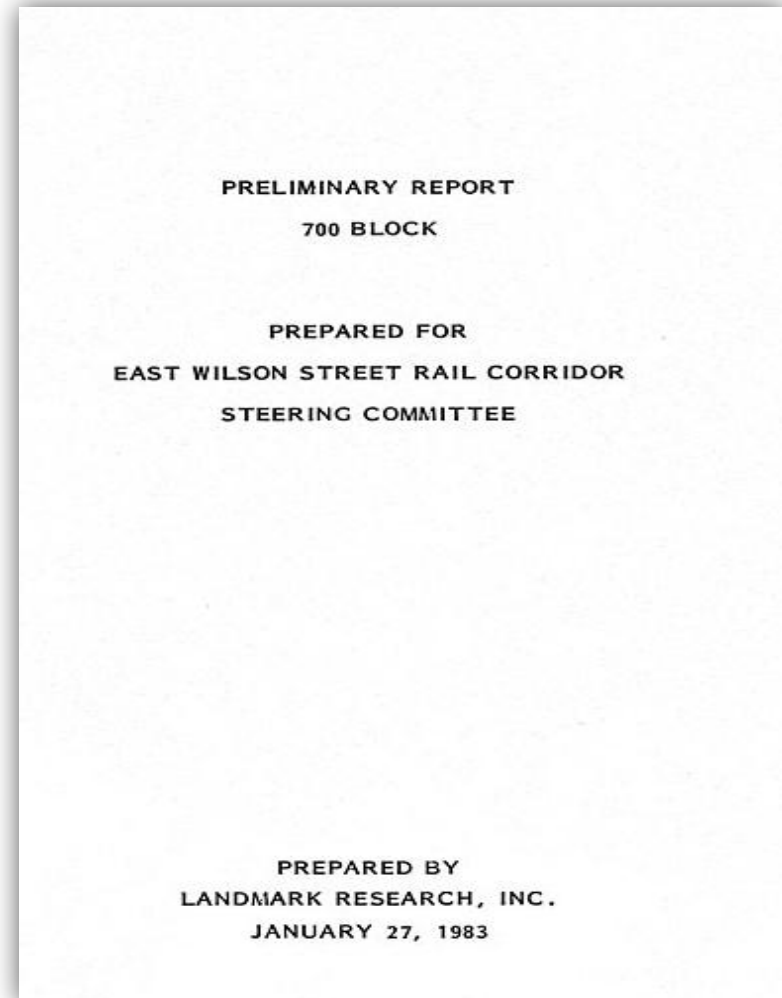 PRELIMINARY REPORT
700 BLOCK
PREPARED FOR
EAST WILSON STREET RAIL CORRIDOR
STEERING COMMITTEE
PREPARED BY
LANDMARK RESEARCH, INC.
JANUARY 27, 1983